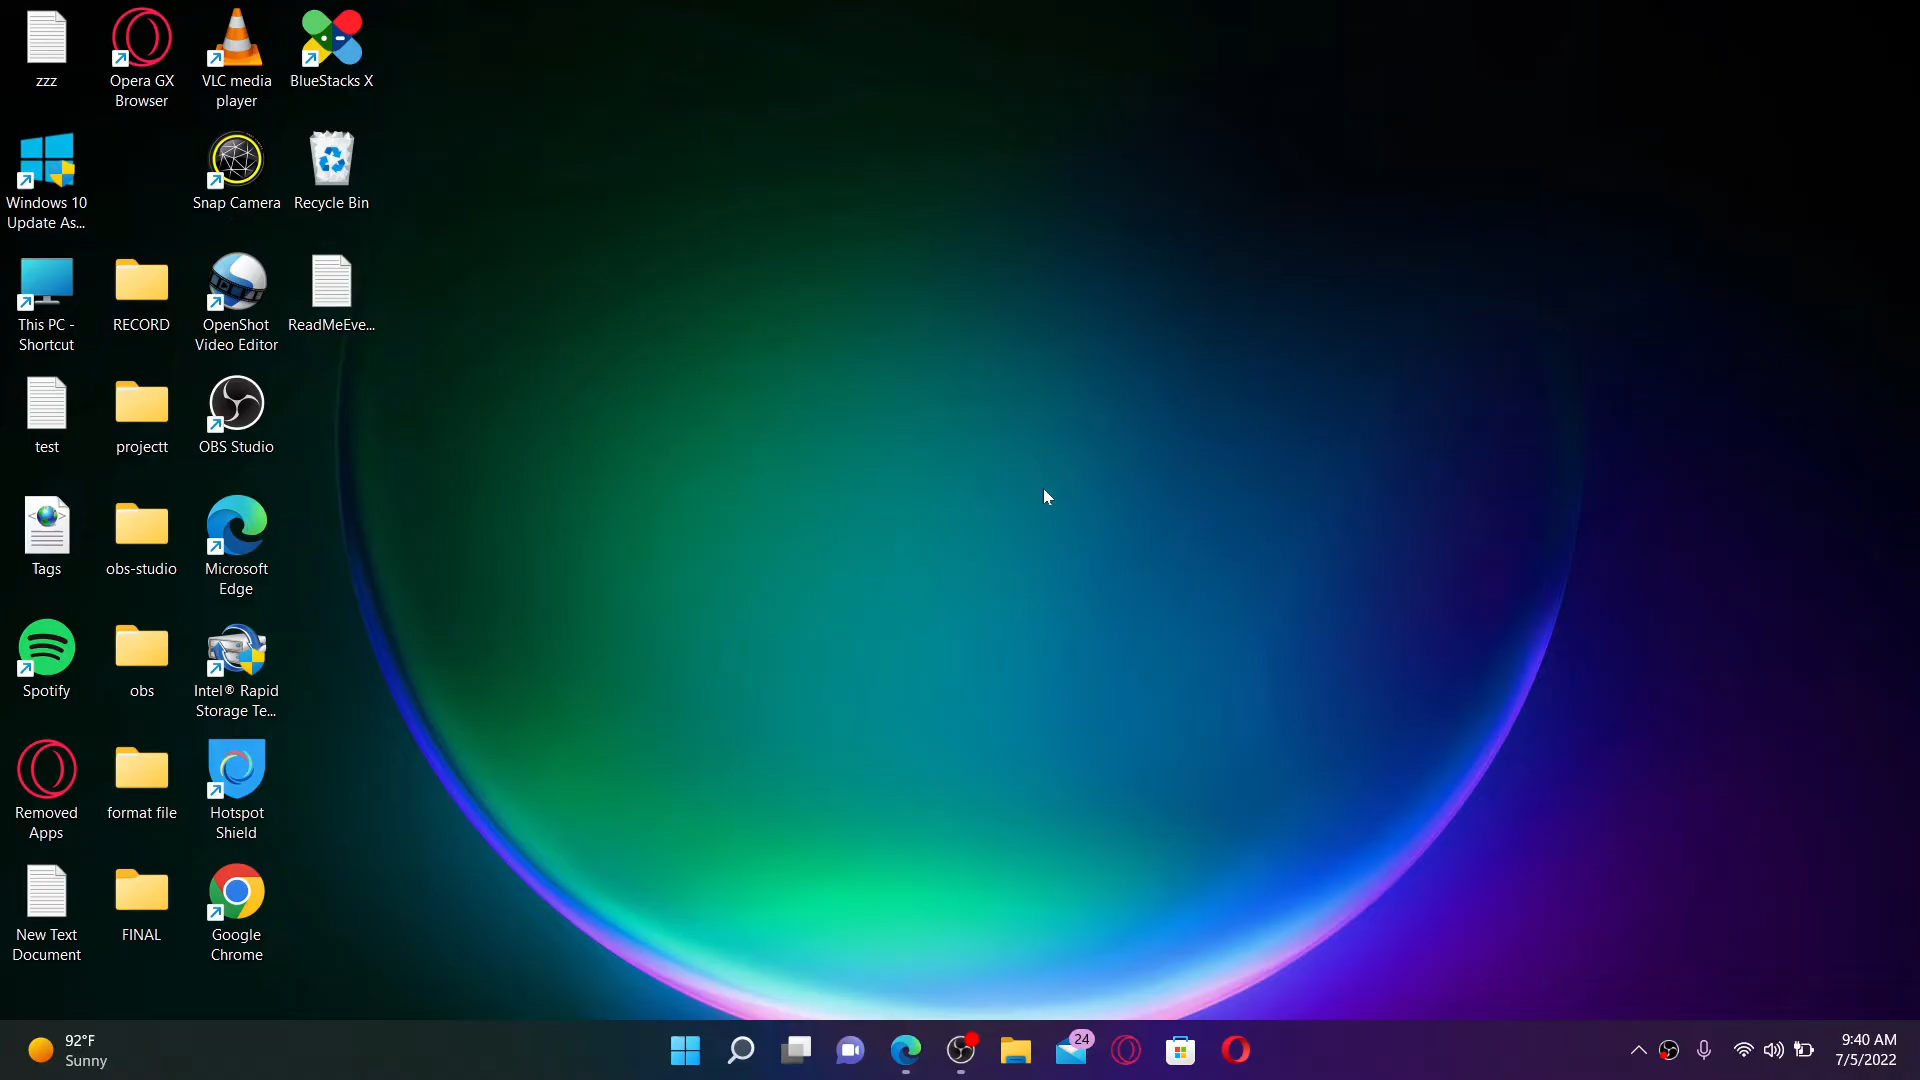 zzz
Opera GX
Browser
VLC media
player
BlueStacks X
Windows 10
Update As...
Snap Camera
Recycle Bin
This PC -
Shortcut
RECORD
OpenShot
Video Editor
ReadMeEve...
test
projectt
OBS Studio
Tags
obs-studio
Microsoft
Edge
Spotify
obs
Intel® Rapid
Storage Te...
Removed
Apps
format file
Hotspot
Shield
New Text
Document
FINAL
Google
Chrome
92°F
Sunny
24
9:40 AM
7/5/2022